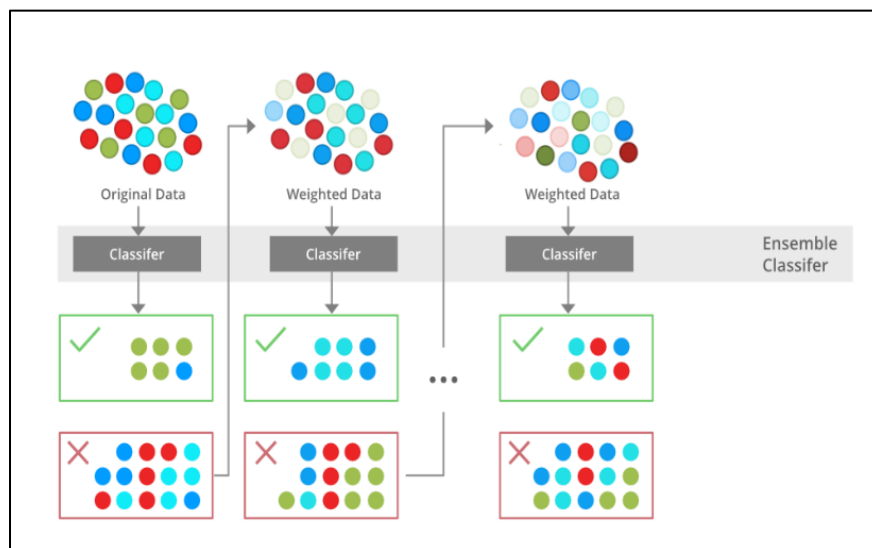 Original Data
Weighted Data
Weighted Data
Classifer
Classifer
Classifer
Ensemble
Classifer
...